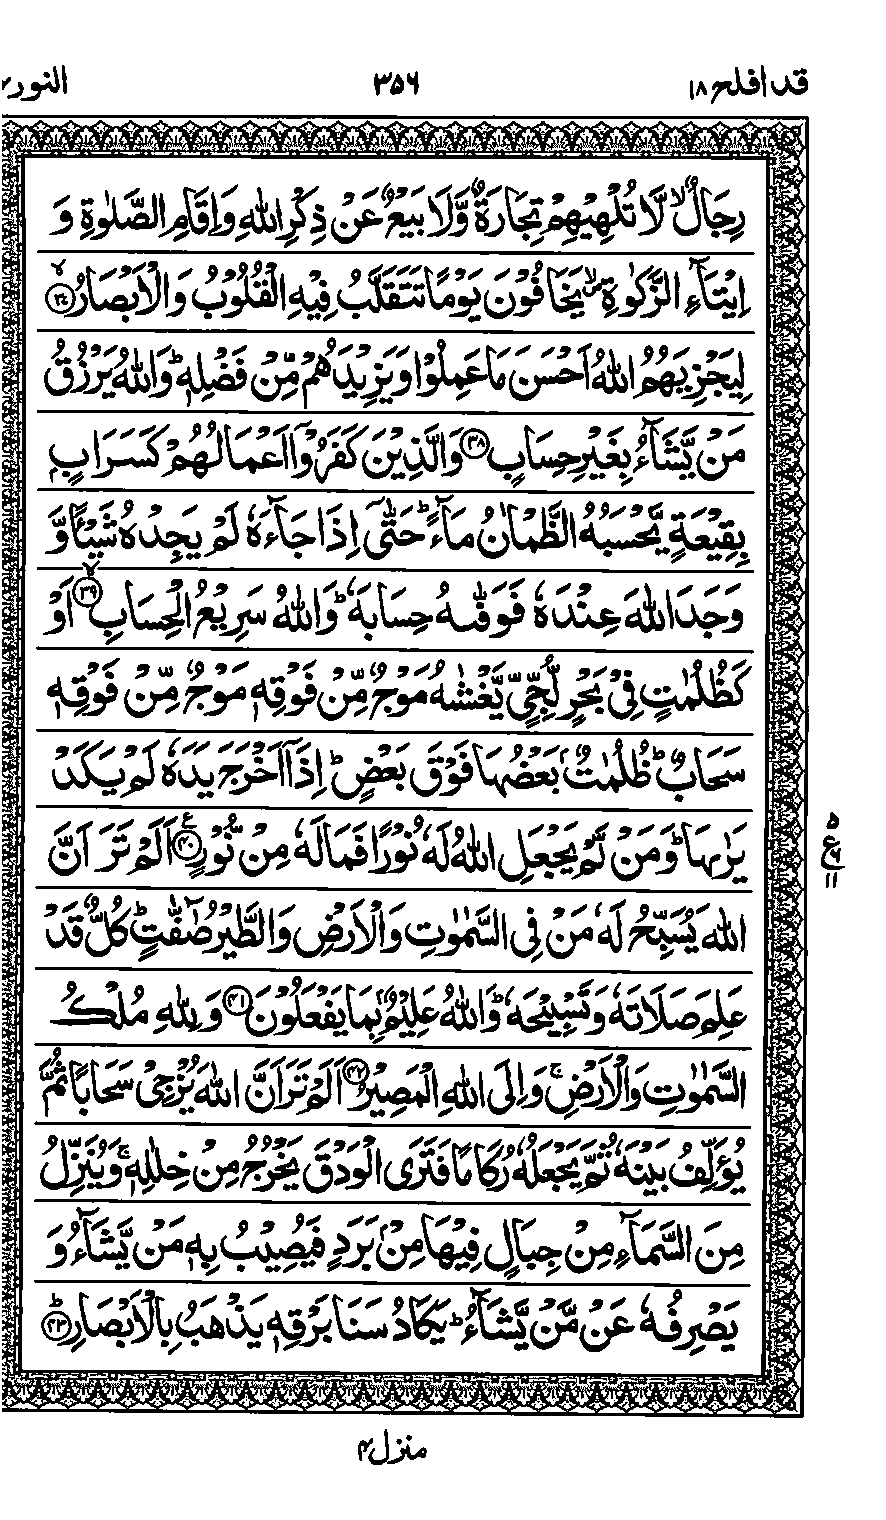 قد افلح ١٨
٣٥٦
النور
رِجَالٌ ۙ لَّا تُلْهِيْهِمْ تِجَارَةٌ وَّلَا بَيْعٌ عَنْ ذِكْرِ اللّٰهِ وَاِقَامِ الصَّلٰوةِ وَ
اِيْتَآءِ الزَّكٰوةِ ۙ يَخَافُوْنَ يَوْمًا تَتَقَلَّبُ فِيْهِ الْقُلُوْبُ وَالْاَبْصَارُ ﴿٣٧﴾
لِيَجْزِيَهُمُ اللّٰهُ اَحْسَنَ مَا عَمِلُوْا وَيَزِيْدَهُمْ مِّنْ فَضْلِهٖ ؕ وَاللّٰهُ يَرْزُقُ
مَنْ يَّشَآءُ بِغَيْرِ حِسَابٍ ﴿٣٨﴾ وَالَّذِيْنَ كَفَرُوْۤا اَعْمَالُهُمْ كَسَرَابٍۭ
بِقِيْعَةٍ يَّحْسَبُهُ الظَّمْاٰنُ مَآءً ؕ حَتّٰۤى اِذَا جَآءَهٗ لَمْ يَجِدْهُ شَيْـًٔا وَّ
وَجَدَ اللّٰهَ عِنْدَهٗ فَوَفّٰىهُ حِسَابَهٗ ؕ وَاللّٰهُ سَرِيْعُ الْحِسَابِ ﴿٣٩﴾ اَوْ
كَظُلُمٰتٍ فِيْ بَحْرٍ لُّجِّيٍّ يَّغْشٰىهُ مَوْجٌ مِّنْ فَوْقِهٖ مَوْجٌ مِّنْ فَوْقِهٖ
سَحَابٌ ؕ ظُلُمٰتٌۢ بَعْضُهَا فَوْقَ بَعْضٍ ؕ اِذَاۤ اَخْرَجَ يَدَهٗ لَمْ يَكَدْ
يَرٰىهَا ؕ وَمَنْ لَّمْ يَجْعَلِ اللّٰهُ لَهٗ نُوْرًا فَمَا لَهٗ مِنْ نُّوْرٍ ﴿٤٠﴾ اَلَمْ تَرَ اَنَّ
اللّٰهَ يُسَبِّحُ لَهٗ مَنْ فِى السَّمٰوٰتِ وَالْاَرْضِ وَالطَّيْرُ صٰٓفّٰتٍ ؕ كُلٌّ قَدْ
عَلِمَ صَلَاتَهٗ وَتَسْبِيْحَهٗ ؕ وَاللّٰهُ عَلِيْمٌۢ بِمَا يَفْعَلُوْنَ ﴿٤١﴾ وَلِلّٰهِ مُلْكُ
السَّمٰوٰتِ وَالْاَرْضِ ۚ وَاِلَى اللّٰهِ الْمَصِيْرُ ﴿٤٢﴾ اَلَمْ تَرَ اَنَّ اللّٰهَ يُزْجِيْ سَحَابًا ثُمَّ
يُؤَلِّفُ بَيْنَهٗ ثُمَّ يَجْعَلُهٗ رُكَامًا فَتَرَى الْوَدْقَ يَخْرُجُ مِنْ خِلٰلِهٖ ۚ وَيُنَزِّلُ
مِنَ السَّمَآءِ مِنْ جِبَالٍ فِيْهَا مِنْۢ بَرَدٍ فَيُصِيْبُ بِهٖ مَنْ يَّشَآءُ وَ
يَصْرِفُهٗ عَنْ مَّنْ يَّشَآءُ ؕ يَكَادُ سَنَا بَرْقِهٖ يَذْهَبُ بِالْاَبْصَارِ ﴿٤٣﴾
٥
ع
٦
١١
منزل ٤